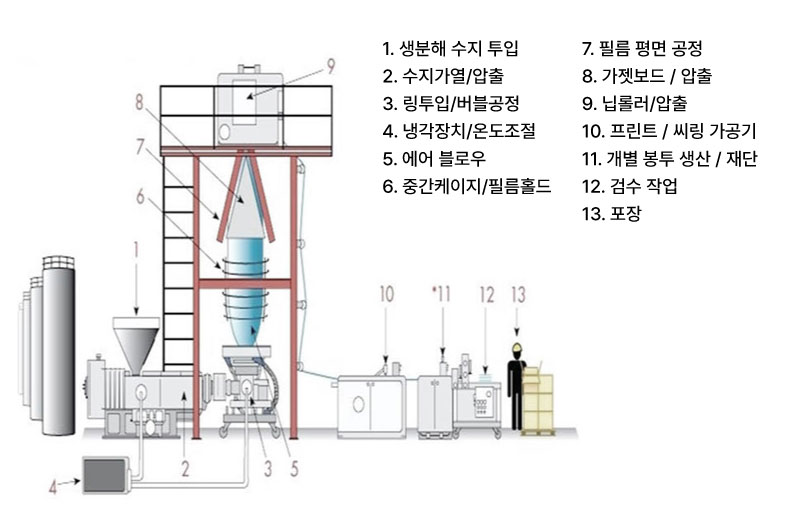 1. 생분해 수지 투입
2. 수지가열/압출
3. 링투입/버블공정
4. 냉각장치/온도조절
5. 에어 블로우
6. 중간케이지/필름홀드
7. 필름 평면 공정
8. 가젯보드 / 압출
9. 닙롤러/압출
10. 프린트 / 씨링 가공기
11. 개별 봉투 생산 / 재단
12. 검수 작업
13. 포장
9
8
7
6
1
10
*11
12
13
2
3
5
4